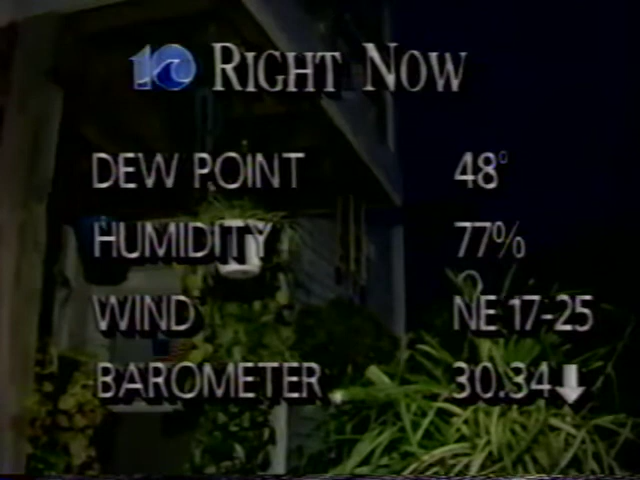 10 RIGHT NOW
DEW POINT 48°
HUMIDITY 77%
WIND NE 17-25
BAROMETER 30.34↓